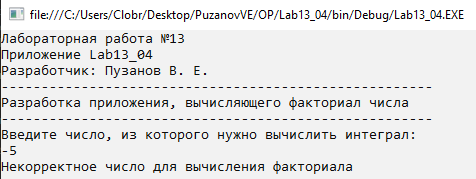 file:///C:/Users/Clobr/Desktop/PuzanovVE/OP/Lab13_04/bin/Debug/Lab13_04.EXE
Лабораторная работа №13
Приложение Lab13_04
Разработчик: Пузанов В. Е.
------------------------------------------------------
Разработка приложения, вычисляющего факториал числа
------------------------------------------------------
Введите число, из которого нужно вычислить интеграл:
-5
Некорректное число для вычисления факториала